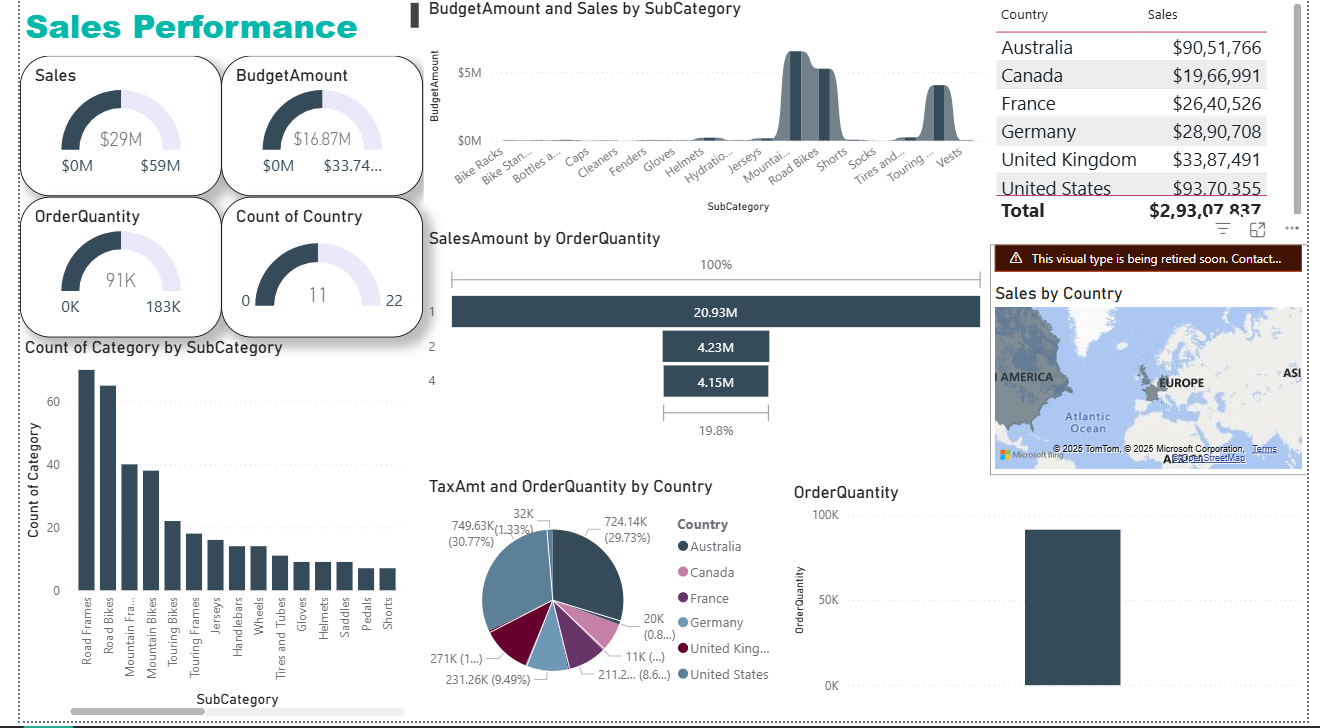 Sales Performance
Sales
$29M
$0M
$59M
BudgetAmount
$16.87M
$0M
$33.74...
OrderQuantity
91K
0K
183K
Count of Country
11
0
22
Count of Category by SubCategory
Count of Category
60
40
20
0
Road Frames
Road Bikes
Mountain Fra...
Mountain Bikes
Touring Bikes
Touring Frames
Jerseys
Handlebars
Wheels
Tires and Tubes
Gloves
Helmets
Saddles
Pedals
Shorts
SubCategory
BudgetAmount and Sales by SubCategory
BudgetAmount
$5M
$0M
Bike Racks
Bike Stan...
Bottles a...
Caps
Cleaners
Fenders
Gloves
Helmets
Hydratio...
Jerseys
Mountai...
Road Bikes
Shorts
Socks
Tires and...
Touring ...
Vests
SubCategory
SalesAmount by OrderQuantity
100%
1
20.93M
2
4.23M
4
4.15M
19.8%
TaxAmt and OrderQuantity by Country
32K
(1.33%)
749.63K
(30.77%)
724.14K
(29.73%)
20K
(0.8...)
11K (...)
211.2... (8.6...)
231.26K (9.49%)
271K (1...)
Country
Australia
Canada
France
Germany
United King...
United States
Country Sales
Australia $90,51,766
Canada $19,66,991
France $26,40,526
Germany $28,90,708
United Kingdom $33,87,491
United States $93,70,355
Total $2,93,07,837
This visual type is being retired soon. Contact...
Sales by Country
AMERICA
EUROPE
ASI
Atlantic
Ocean
© 2025 TomTom, © 2025 Microsoft Corporation, Terms
© OpenStreetMap
Microsoft Bing
OrderQuantity
OrderQuantity
100K
50K
0K